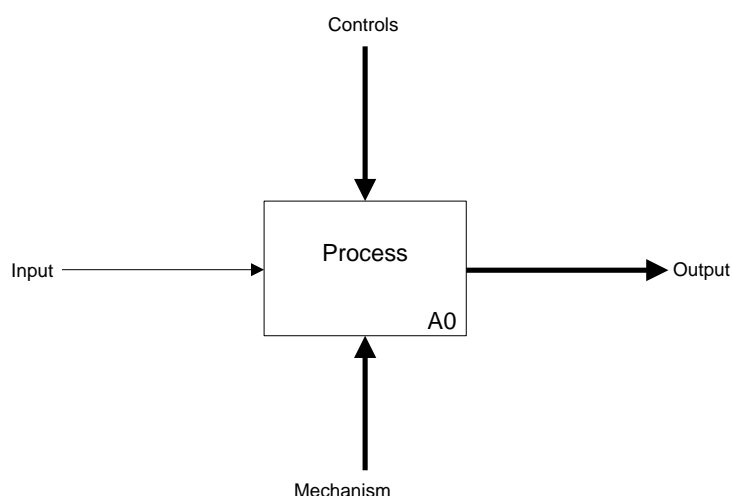 Controls
Process
Input
Output
A0
Mechanism